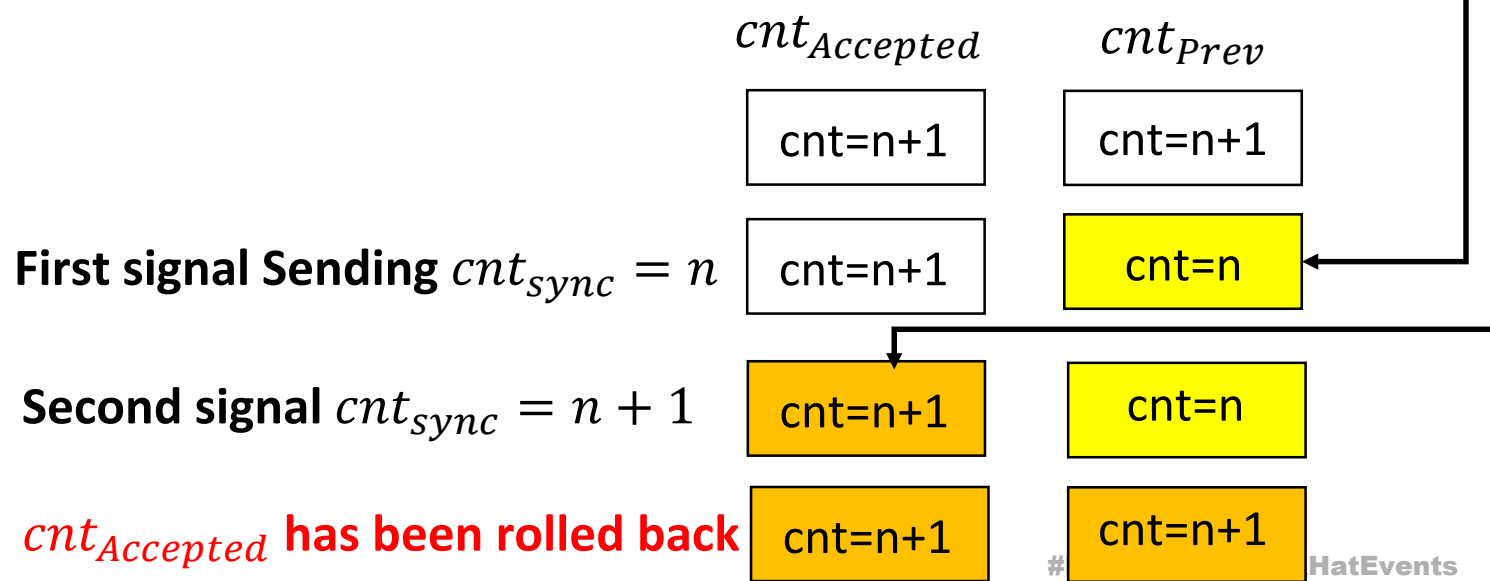 cnt_Accepted cnt_Prev
cnt=n+1 cnt=n+1
First signal Sending cnt_sync = n cnt=n+1 cnt=n
Second signal cnt_sync = n + 1 cnt=n+1 cnt=n
cnt_Accepted has been rolled back cnt=n+1 cnt=n+1
# HatEvents